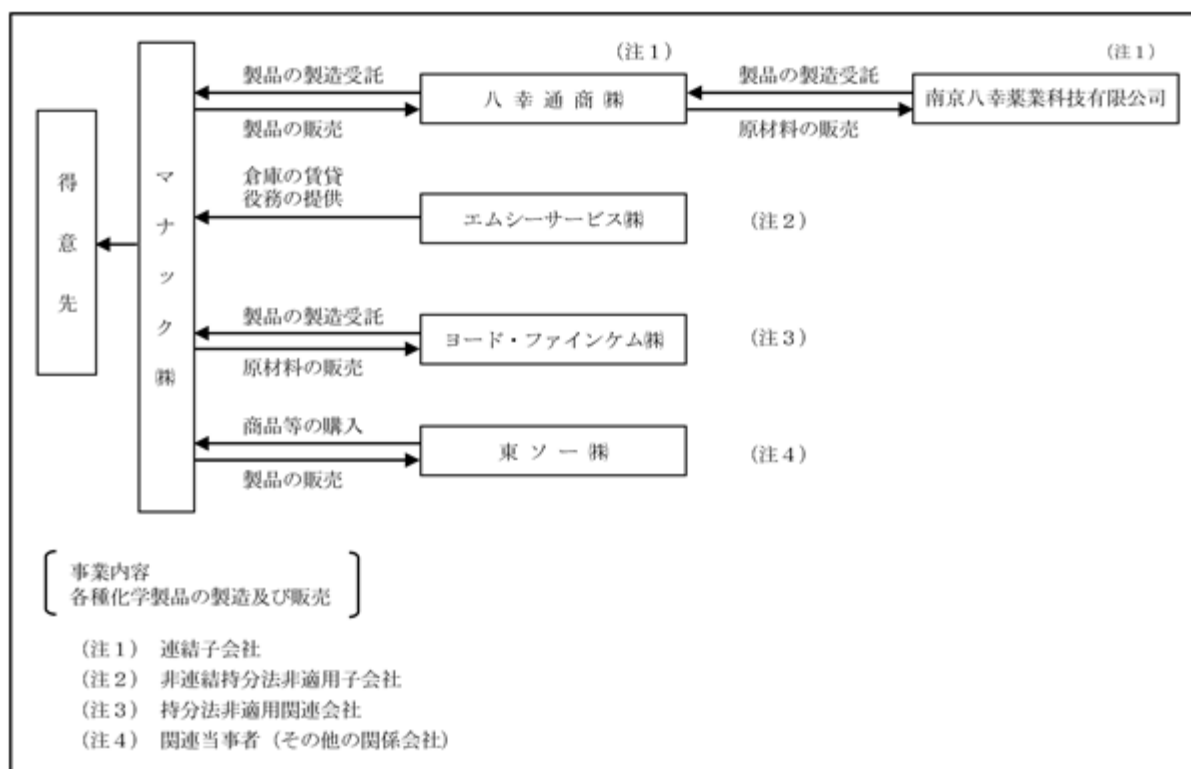 (注1)
(注1)
製品の製造受託
製品の製造受託
八幸通商㈱
南京八幸薬業科技有限公司
製品の販売
原材料の販売
得意先
マナック㈱
倉庫の賃貸
役務の提供
エムシーサービス㈱
(注2)
製品の製造受託
ヨード・ファインケム㈱
(注3)
原材料の販売
商品等の購入
東ソー㈱
(注4)
製品の販売
事業内容
各種化学製品の製造及び販売
(注1) 連結子会社
(注2) 非連結持分法非適用子会社
(注3) 持分法非適用関連会社
(注4) 関連当事者(その他の関係会社)